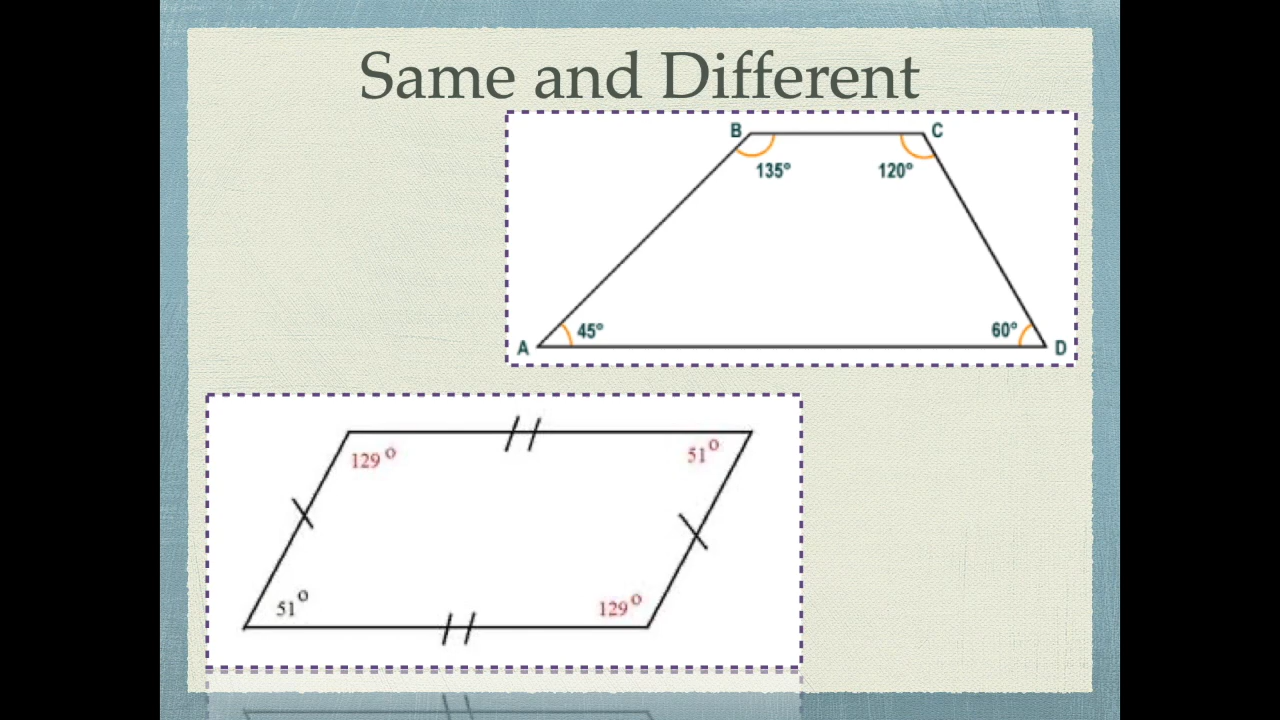 Same and Different
B C
135° 120°
45° 60°
A D
129° 51°
51° 129°